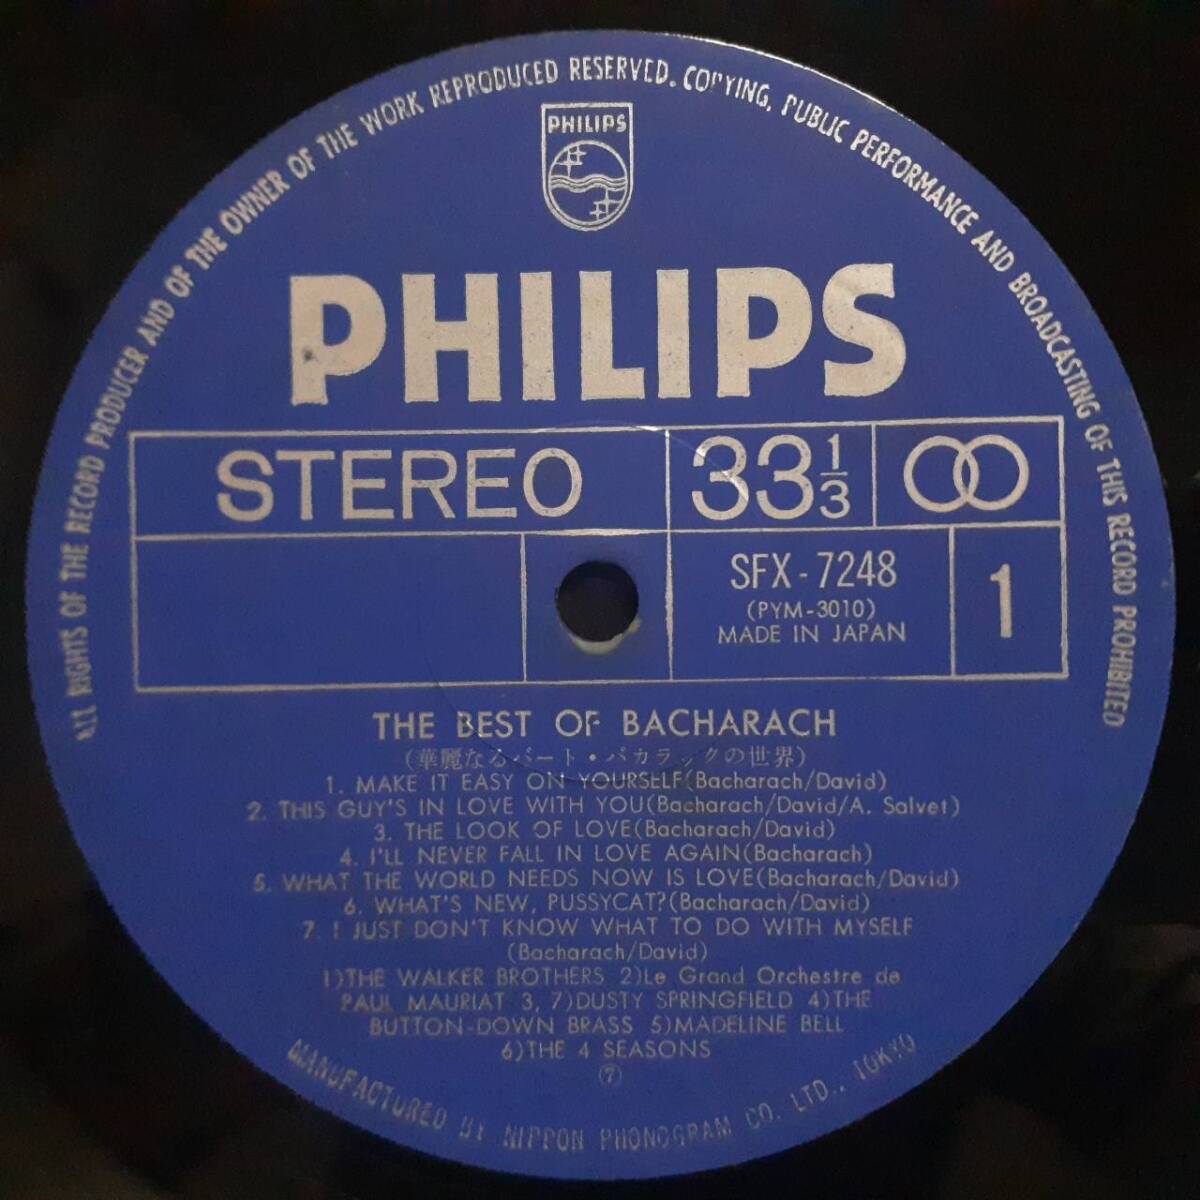 ALL RIGHTS OF THE RECORD PRODUCER AND OF THE OWNER OF THE WORK REPRODUCED RESERVED. COPYING, PUBLIC PERFORMANCE AND BROADCASTING OF THIS RECORD PROHIBITED
PHILIPS
PHILIPS
STEREO
33 1/3
SFX-7248
(PYM-3010)
MADE IN JAPAN
1
THE BEST OF BACHARACH
(華麗なるバート・バカラックの世界)
1. MAKE IT EASY ON YOURSELF(Bacharach/David)
2. THIS GUY'S IN LOVE WITH YOU(Bacharach/David/A. Salvet)
3. THE LOOK OF LOVE(Bacharach/David)
4. I'LL NEVER FALL IN LOVE AGAIN(Bacharach)
5. WHAT THE WORLD NEEDS NOW IS LOVE(Bacharach/David)
6. WHAT'S NEW, PUSSYCAT?(Bacharach/David)
7. I JUST DON'T KNOW WHAT TO DO WITH MYSELF
(Bacharach/David)
1)THE WALKER BROTHERS 2)Le Grand Orchestre de
PAUL MAURIAT 3, 7)DUSTY SPRINGFIELD 4)THE
BUTTON-DOWN BRASS 5)MADELINE BELL
6)THE 4 SEASONS
⑦
MANUFACTURED BY NIPPON PHONOGRAM CO. LTD., TOKYO